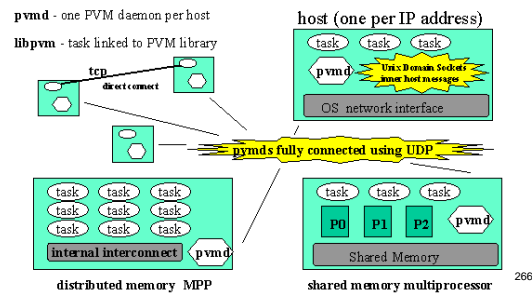 pvmd - one PVM daemon per host
libpvm - task linked to PVM library
tcp
direct connect
host (one per IP address)
task task task
pvmd
Unix Domain Sockets
inner host messages
OS network interface
pvmds fully connected using UDP
task task task
task task task
task task task
internal interconnect
pvmd
distributed memory MPP
task task task
P0 P1 P2
pvmd
Shared Memory
shared memory multiprocessor
266